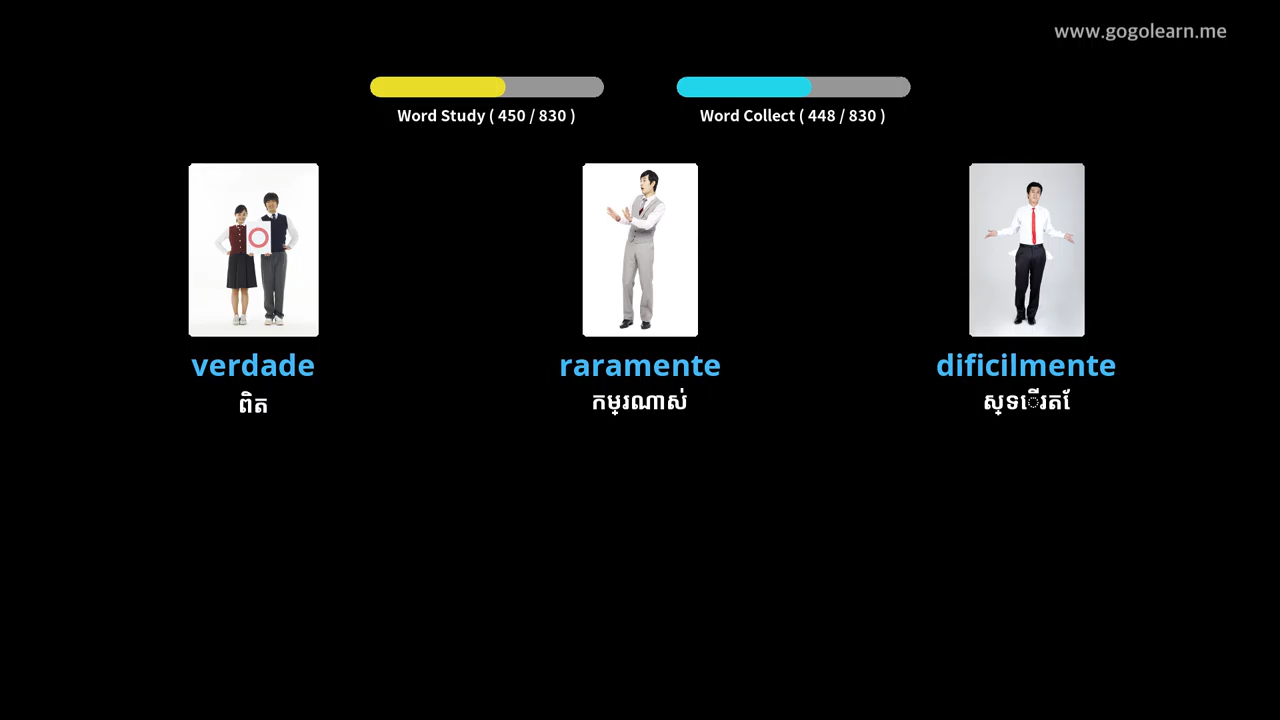 www.gogolearn.me
Word Study ( 450 / 830 )
Word Collect ( 448 / 830 )
verdade
raramente
dificilmente
ពិត
កម្រណាស់
ស្ទើរតែ